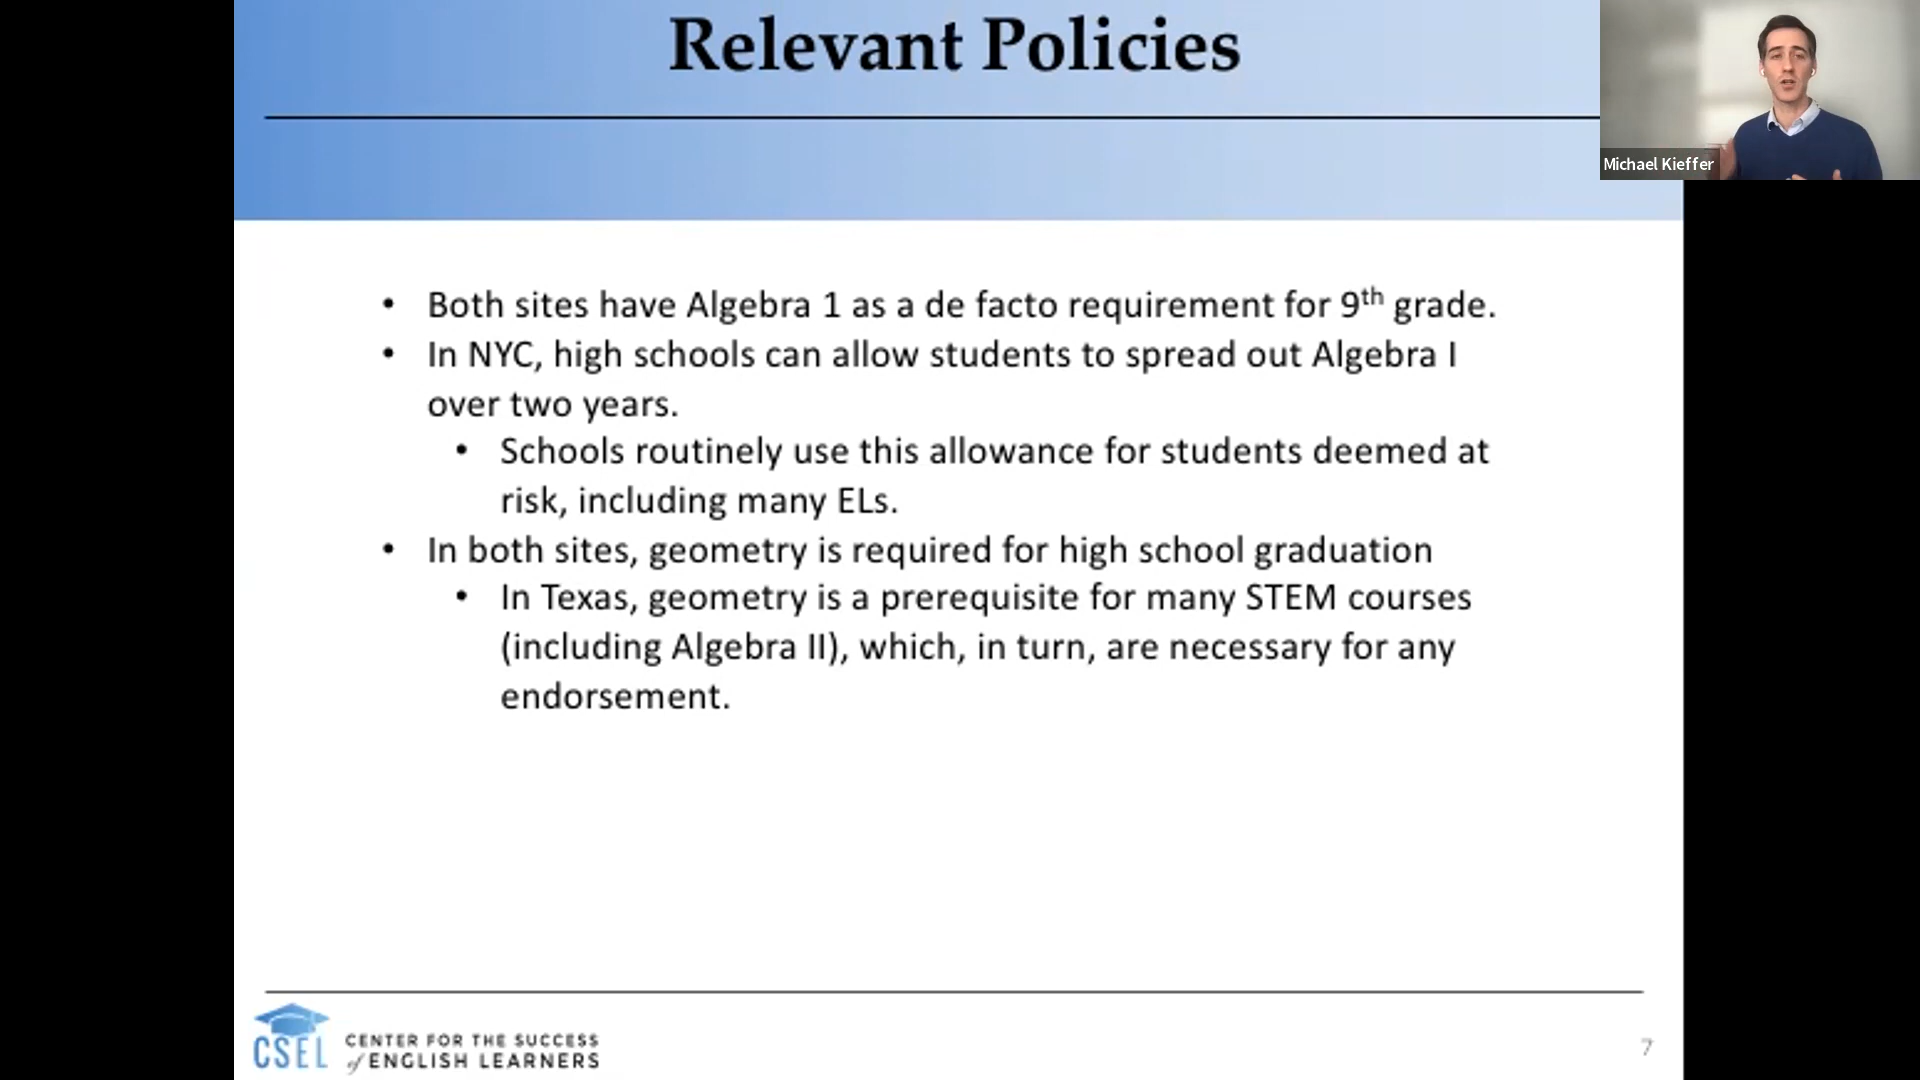 Relevant Policies
Michael Kieffer
• Both sites have Algebra 1 as a de facto requirement for 9th grade.
• In NYC, high schools can allow students to spread out Algebra I
over two years.
• Schools routinely use this allowance for students deemed at
risk, including many ELs.
• In both sites, geometry is required for high school graduation
• In Texas, geometry is a prerequisite for many STEM courses
(including Algebra II), which, in turn, are necessary for any
endorsement.
CSEL
CENTER FOR THE SUCCESS
of ENGLISH LEARNERS
7